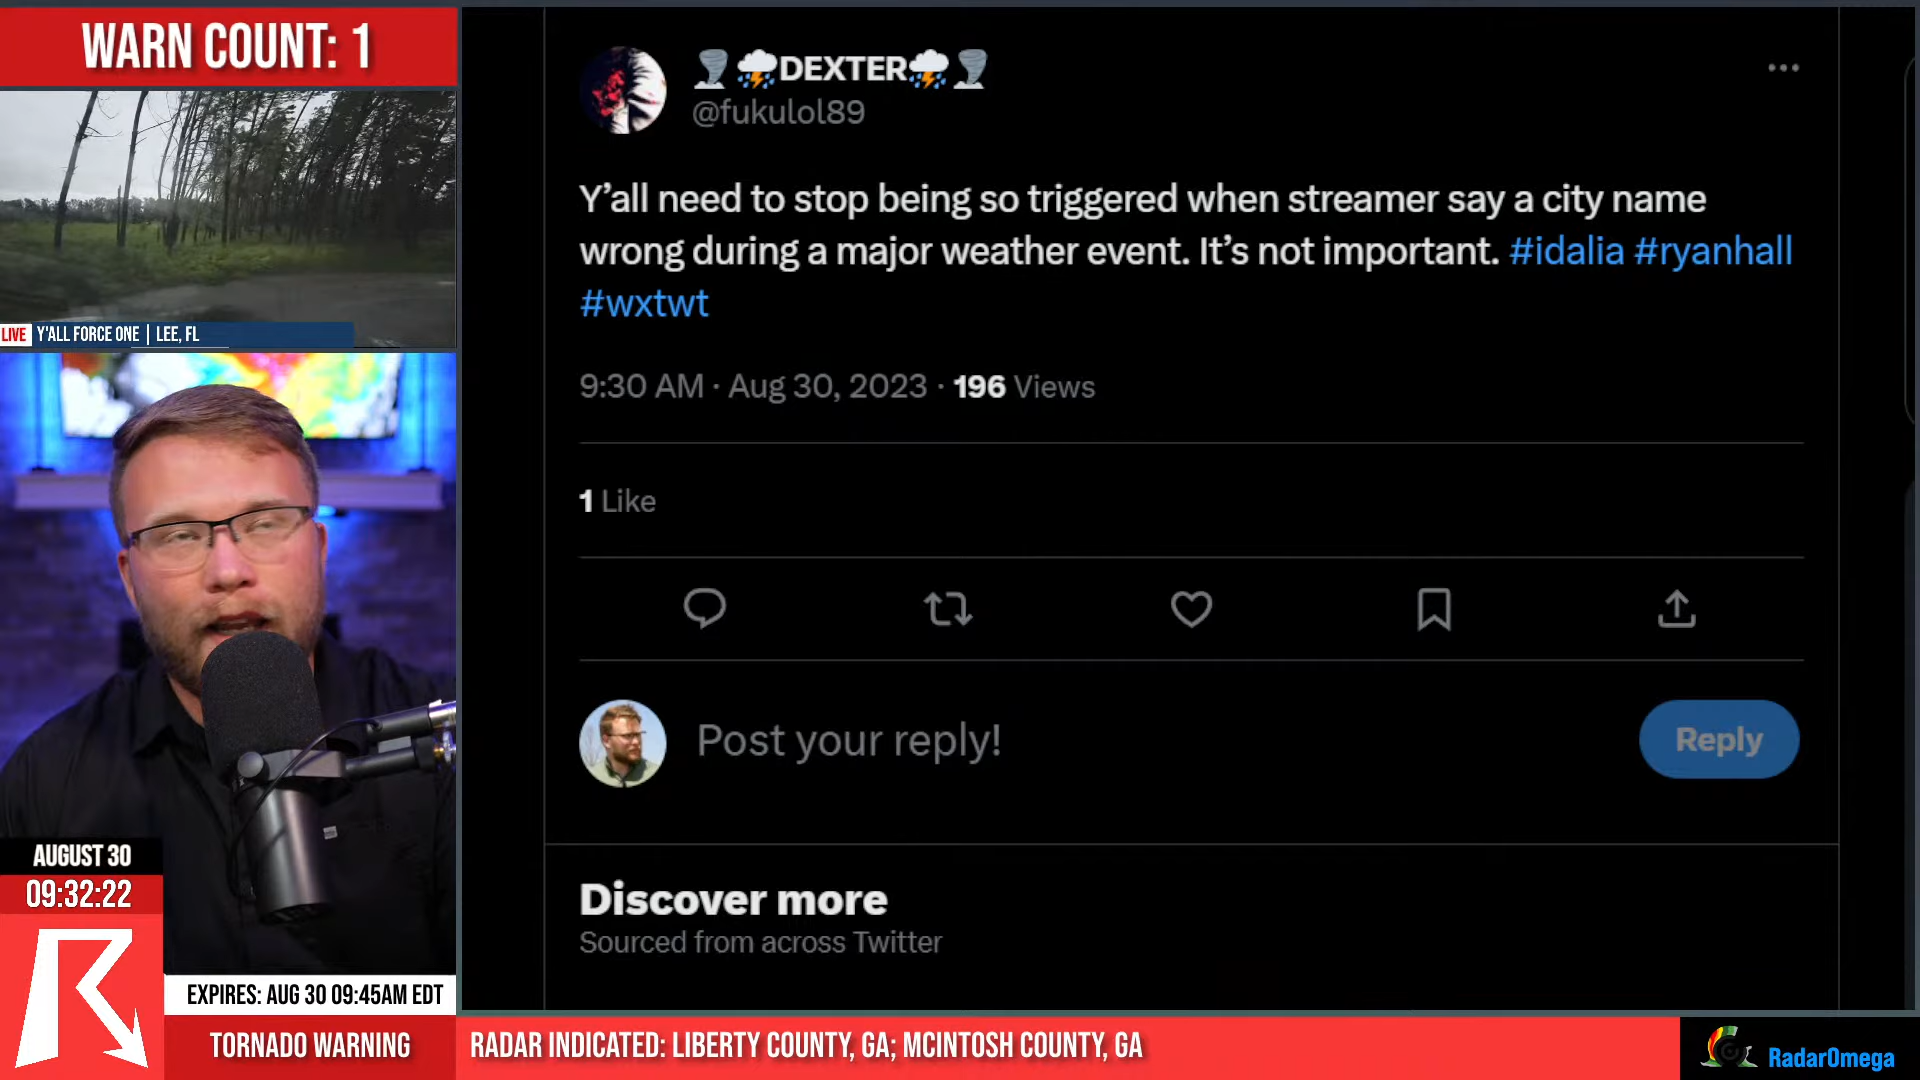 WARN COUNT: 1
LIVE Y'ALL FORCE ONE | LEE, FL
AUGUST 30
09:32:22
EXPIRES: AUG 30 09:45AM EDT
TORNADO WARNING
RADAR INDICATED: LIBERTY COUNTY, GA; MCINTOSH COUNTY, GA
RadarOmega
DEXTER
@fukulol89
Y’all need to stop being so triggered when streamer say a city name
wrong during a major weather event. It’s not important. #idalia #ryanhall
#wxtwt
9:30 AM · Aug 30, 2023 · 196 Views
1 Like
Post your reply!
Reply
Discover more
Sourced from across Twitter